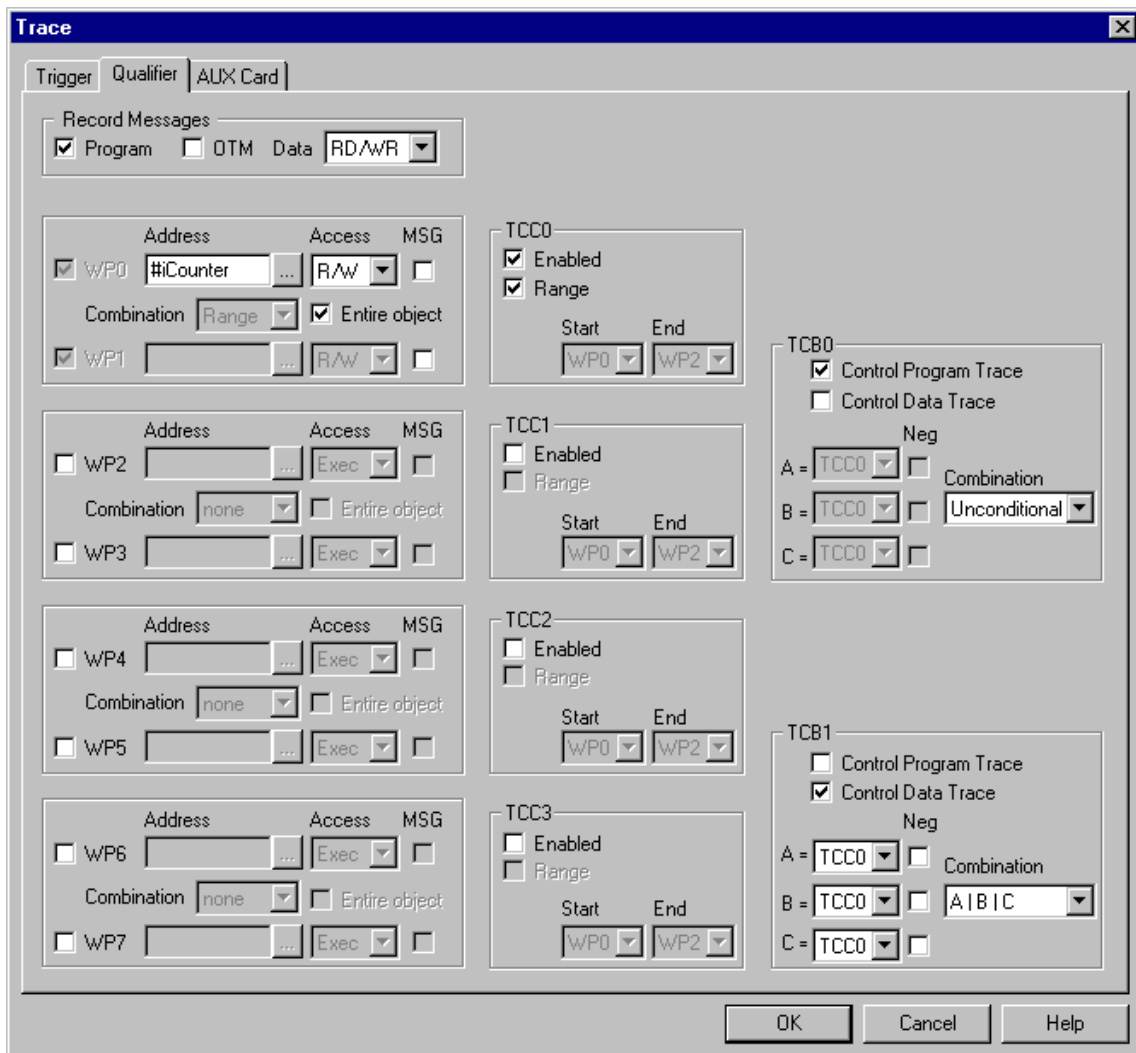 Trace
Trigger Qualifier AUX Card
Record Messages
Program OTM Data RD/WR
Address Access MSG
WP0 #iCounter ... R/W
Combination Range Entire object
WP1 ... R/W
TCC0
Enabled
Range
Start End
WP0 WP2
Address Access MSG
WP2 ... Exec
Combination none Entire object
WP3 ... Exec
TCC1
Enabled
Range
Start End
WP0 WP2
TCB0
Control Program Trace
Control Data Trace
Neg
A = TCC0
Combination
B = TCC0 Unconditional
C = TCC0
Address Access MSG
WP4 ... Exec
Combination none Entire object
WP5 ... Exec
TCC2
Enabled
Range
Start End
WP0 WP2
Address Access MSG
WP6 ... Exec
Combination none Entire object
WP7 ... Exec
TCC3
Enabled
Range
Start End
WP0 WP2
TCB1
Control Program Trace
Control Data Trace
Neg
A = TCC0
Combination
B = TCC0 A | B | C
C = TCC0
OK Cancel Help